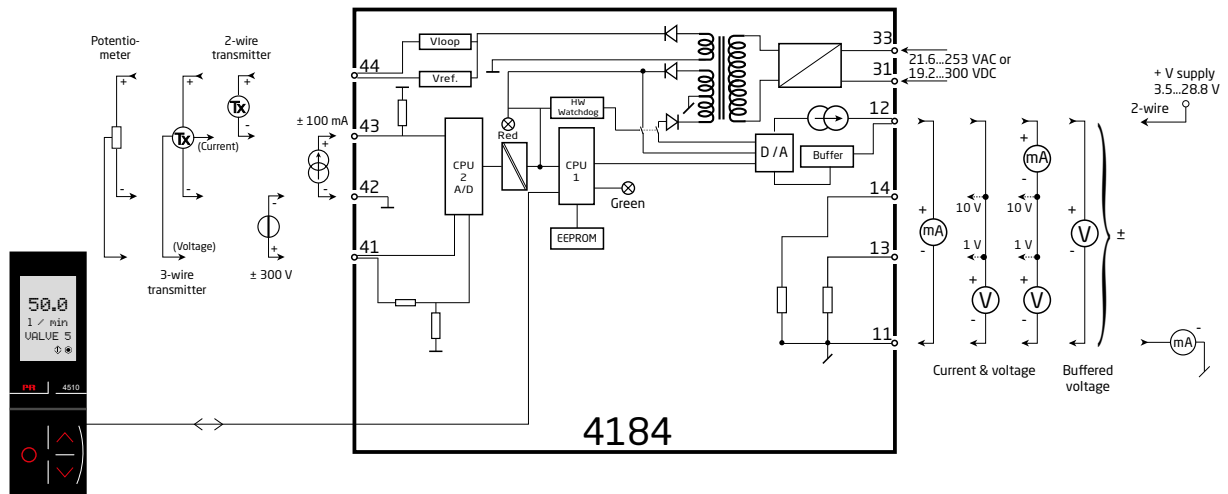 Potentio-
meter
2-wire
transmitter
+
-
Tx
+
-
Tx
(Current)
+
-
(Voltage)
3-wire
transmitter
± 100 mA
+
-
-
+
± 300 V
50.0
l / min
VALVE 5
PR
4510
44
43
42
41
Vloop
Vref.
Red
HW
Watchdog
CPU
2
A/D
CPU
1
Green
EEPROM
D / A
Buffer
4184
33
31
12
14
13
11
21.6...253 VAC or
19.2...300 VDC
+ V supply
3.5...28.8 V
2-wire
+
mA
-
10 V
1 V
+
V
-
+
mA
-
10 V
1 V
+
V
-
+
V
-
±
Current & voltage
Buffered
voltage
mA
-